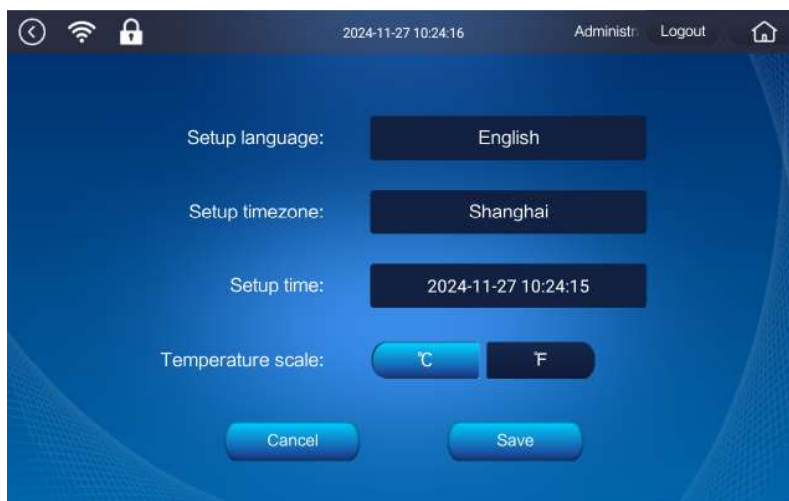 2024-11-27 10:24:16 Administr Logout
Setup language: English
Setup timezone: Shanghai
Setup time: 2024-11-27 10:24:15
Temperature scale: ℃ ℉
Cancel Save